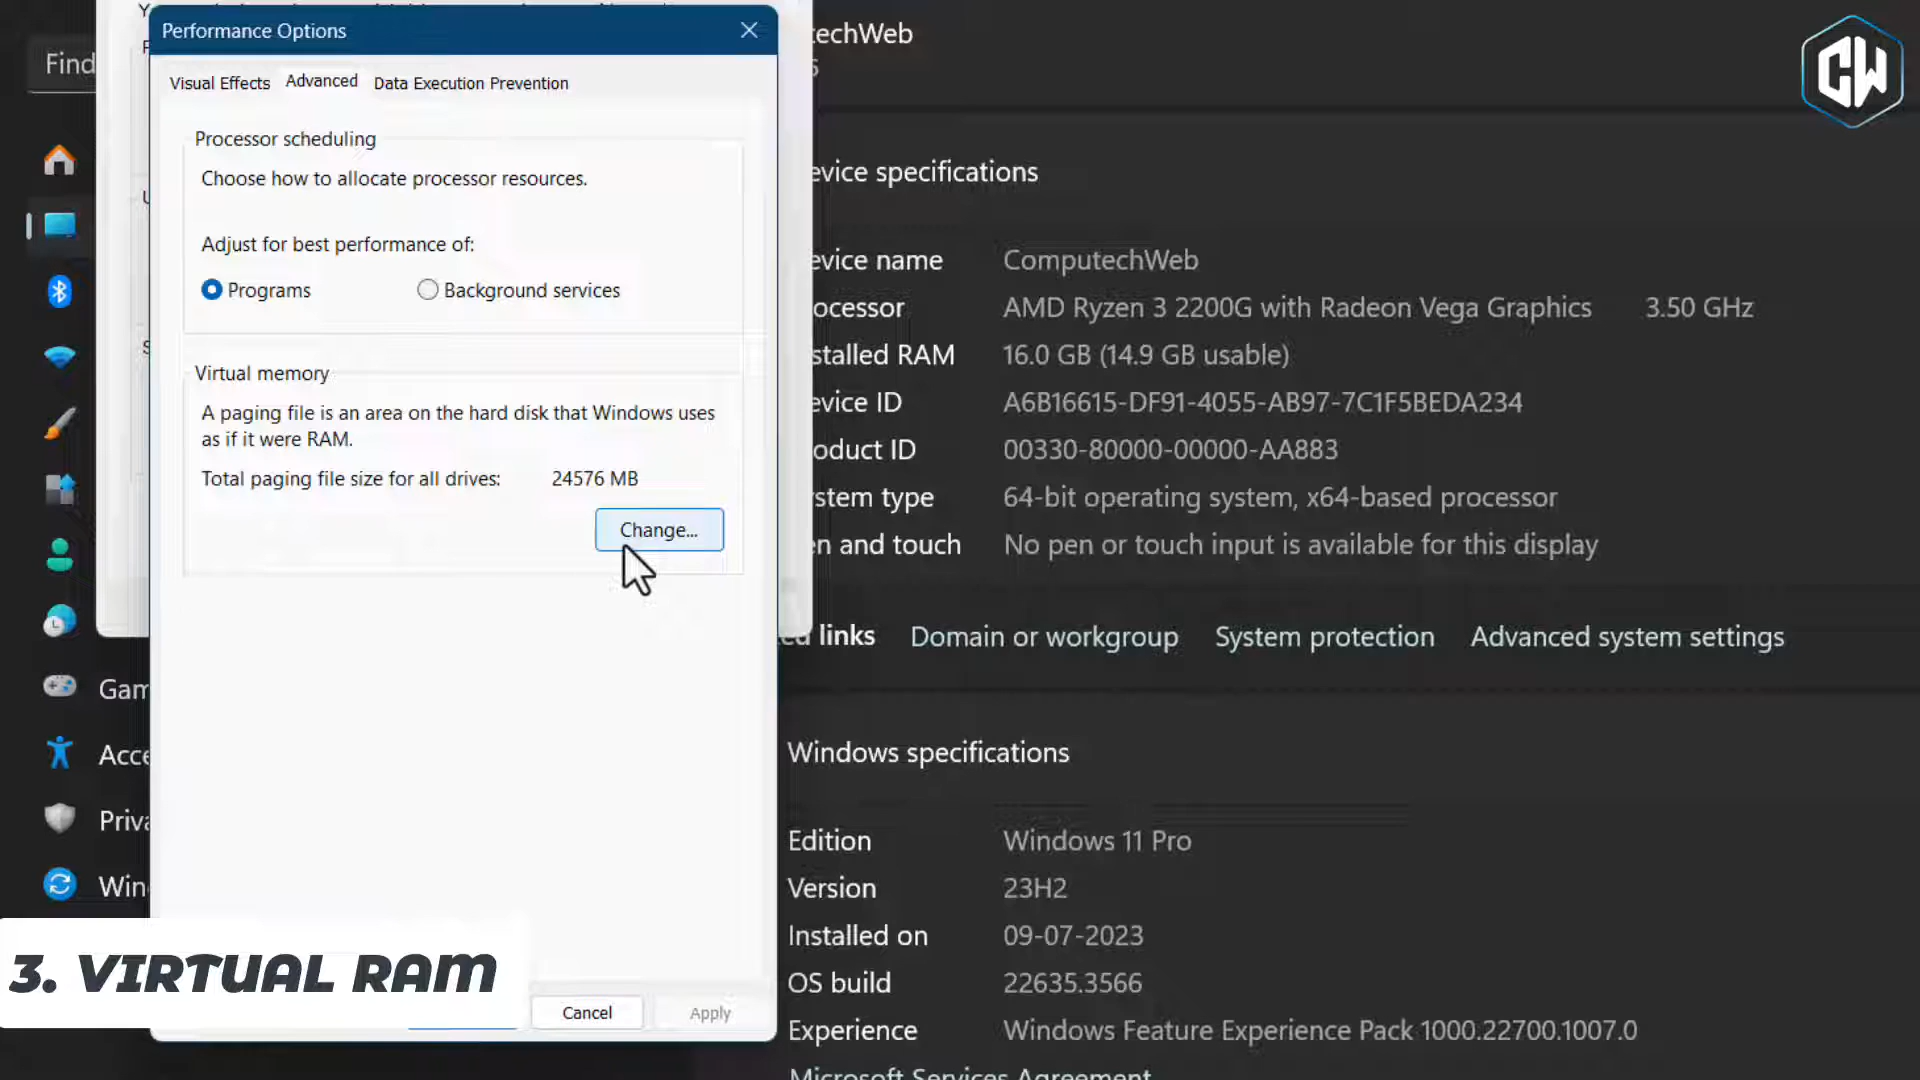 Performance Options
Visual Effects
Advanced
Data Execution Prevention
Processor scheduling
Choose how to allocate processor resources.
Adjust for best performance of:
Programs
Background services
Virtual memory
A paging file is an area on the hard disk that Windows uses
as if it were RAM.
Total paging file size for all drives: 24576 MB
Change...
Cancel
Apply
Find
Gam
Acce
Priva
Win
3. VIRTUAL RAM
techWeb
CW
evice specifications
evice name ComputechWeb
ocessor AMD Ryzen 3 2200G with Radeon Vega Graphics 3.50 GHz
stalled RAM 16.0 GB (14.9 GB usable)
evice ID A6B16615-DF91-4055-AB97-7C1F5BEDA234
oduct ID 00330-80000-00000-AA883
stem type 64-bit operating system, x64-based processor
en and touch No pen or touch input is available for this display
ed links Domain or workgroup System protection Advanced system settings
Windows specifications
Edition Windows 11 Pro
Version 23H2
Installed on 09-07-2023
OS build 22635.3566
Experience Windows Feature Experience Pack 1000.22700.1007.0
Microsoft Services Agreement